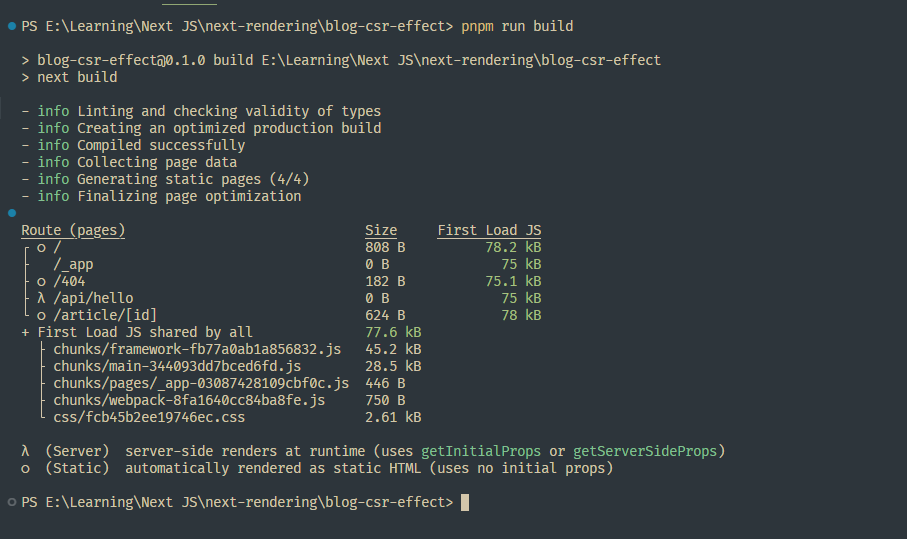 PS E:\Learning\Next JS\next-rendering\blog-csr-effect> pnpm run build
> blog-csr-effect@0.1.0 build E:\Learning\Next JS\next-rendering\blog-csr-effect
> next build
- info Linting and checking validity of types
- info Creating an optimized production build
- info Compiled successfully
- info Collecting page data
- info Generating static pages (4/4)
- info Finalizing page optimization
Route (pages) Size First Load JS
┌ ○ / 808 B 78.2 kB
├ /_app 0 B 75 kB
├ ○ /404 182 B 75.1 kB
├ λ /api/hello 0 B 75 kB
└ ○ /article/[id] 624 B 78 kB
+ First Load JS shared by all 77.6 kB
├ chunks/framework-fb77a0ab1a856832.js 45.2 kB
├ chunks/main-344093dd7bced6fd.js 28.5 kB
├ chunks/pages/_app-03087428109cbf0c.js 446 B
├ chunks/webpack-8fa1640cc84ba8fe.js 750 B
└ css/fcb45b2ee19746ec.css 2.61 kB
λ (Server) server-side renders at runtime (uses getInitialProps or getServerSideProps)
○ (Static) automatically rendered as static HTML (uses no initial props)
PS E:\Learning\Next JS\next-rendering\blog-csr-effect>